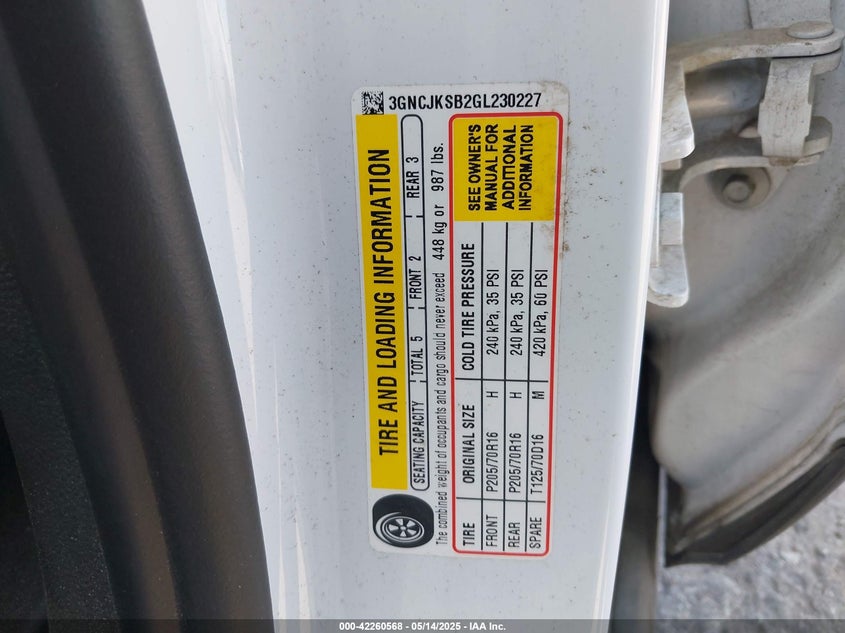 3GNCJKSB2GL230227
TIRE AND LOADING INFORMATION
SEATING CAPACITY TOTAL 5 FRONT 2 REAR 3
The combined weight of occupants and cargo should never exceed 448 kg or 987 lbs.
TIRE ORIGINAL SIZE COLD TIRE PRESSURE
FRONT P205/70R16 H 240 kPa, 35 PSI
REAR P205/70R16 H 240 kPa, 35 PSI
SPARE T125/70D16 M 420 kPa, 60 PSI
SEE OWNER'S
MANUAL FOR
ADDITIONAL
INFORMATION
000-42260568 - 05/14/2025 - IAA Inc.